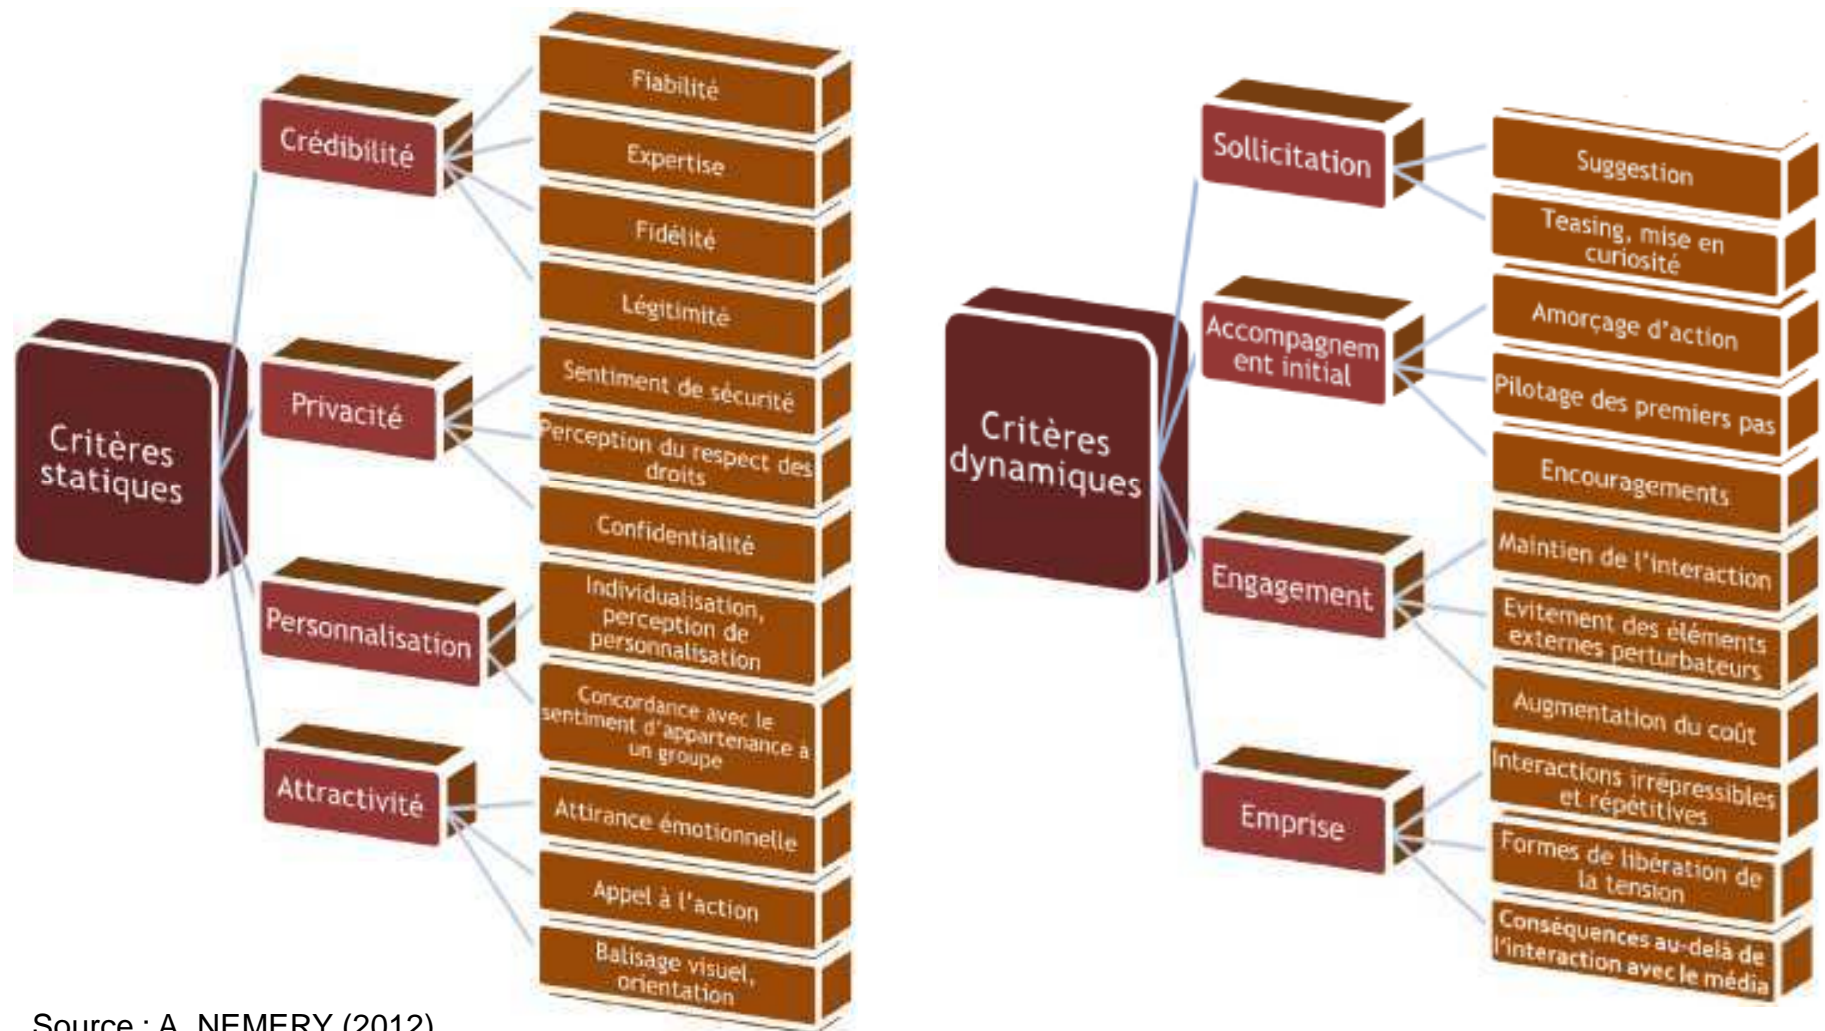 Critères
statiques
Crédibilité
Fiabilité
Expertise
Fidélité
Légitimité
Privacité
Sentiment de sécurité
Perception du respect des
droits
Confidentialité
Personnalisation
Individualisation,
perception de
personnalisation
Concordance avec le
sentiment d'appartenance à
un groupe
Attractivité
Attirance émotionnelle
Appel à l'action
Balisage visuel,
orientation
Critères
dynamiques
Sollicitation
Suggestion
Teasing, mise en
curiosité
Accompagnem
ent initial
Amorçage d'action
Pilotage des premiers pas
Encouragements
Engagement
Maintien de l'interaction
Evitement des éléments
externes perturbateurs
Augmentation du coût
Emprise
Interactions irrépressibles
et répétitives
Formes de libération de
la tension
Conséquences au-delà de
l'interaction avec le média
Source : A. NEMERY (2012)